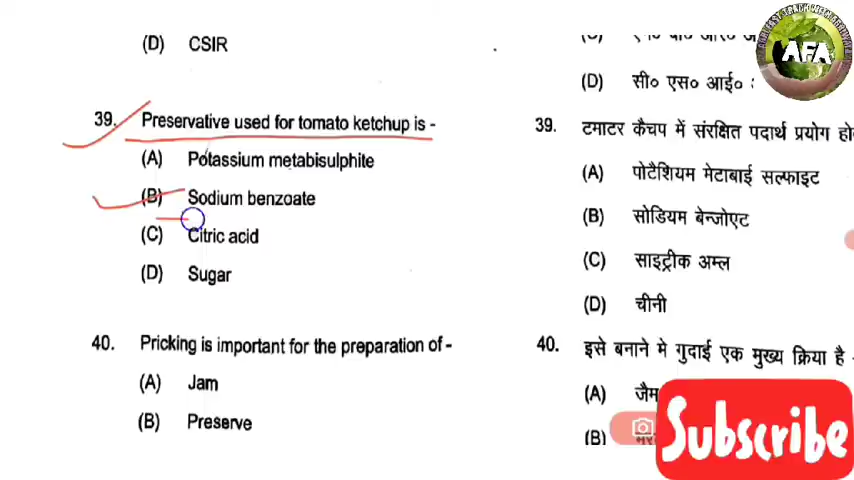 (D) CSIR
39. Preservative used for tomato ketchup is -
(A) Potassium metabisulphite
(B) Sodium benzoate
(C) Citric acid
(D) Sugar
40. Pricking is important for the preparation of -
(A) Jam
(B) Preserve
(D) सी० एस० आई०
39. टमाटर कैचप में संरक्षित पदार्थ प्रयोग
(A) पोटैशियम मेटाबाई सल्फाइट
(B) सोडियम बेन्जोएट
(C) साइट्रीक अम्ल
(D) चीनी
40. इसे बनाने मे गुदाई एक मुख्य क्रिया है -
(A) जैम
(B)
AFA
Subscribe